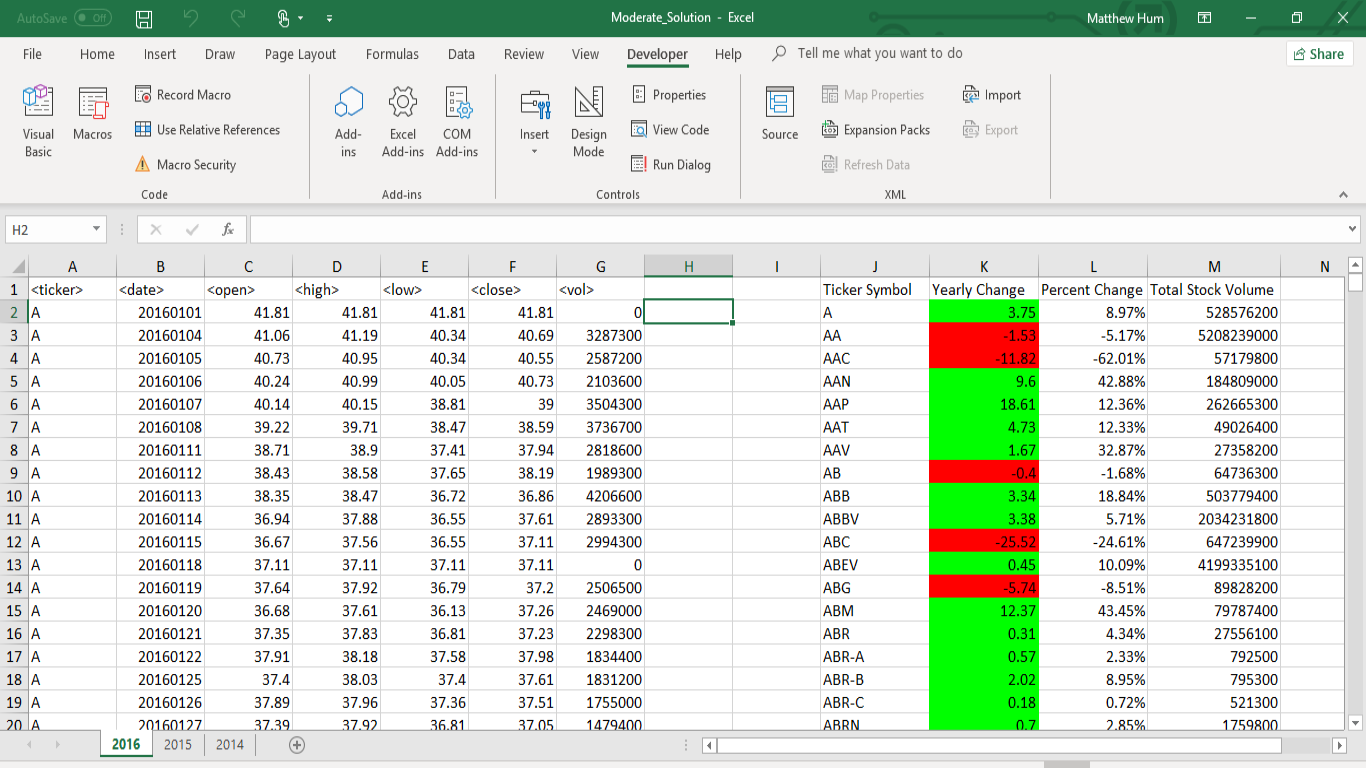 AutoSave Off Moderate_Solution - Excel Matthew Hum
File Home Insert Draw Page Layout Formulas Data Review View Developer Help Tell me what you want to do Share
Visual Basic
Macros
Record Macro
Use Relative References
Macro Security
Code
Add-ins
Excel Add-ins
COM Add-ins
Add-ins
Insert
Design Mode
Properties
View Code
Run Dialog
Controls
Source
Map Properties
Expansion Packs
Refresh Data
Import
Export
XML
H2 fx
A B C D E F G H I J K L M N
1 <ticker> <date> <open> <high> <low> <close> <vol> Ticker Symbol Yearly Change Percent Change Total Stock Volume
2 A 20160101 41.81 41.81 41.81 41.81 0 A 3.75 8.97% 528576200
3 A 20160104 41.06 41.19 40.34 40.69 3287300 AA -1.53 -5.17% 5208239000
4 A 20160105 40.73 40.95 40.34 40.55 2587200 AAC -11.82 -62.01% 57179800
5 A 20160106 40.24 40.99 40.05 40.73 2103600 AAN 9.6 42.88% 184809000
6 A 20160107 40.14 40.15 38.81 39 3504300 AAP 18.61 12.36% 262665300
7 A 20160108 39.22 39.71 38.47 38.59 3736700 AAT 4.73 12.33% 49026400
8 A 20160111 38.71 38.9 37.41 37.94 2818600 AAV 1.67 32.87% 27358200
9 A 20160112 38.43 38.58 37.65 38.19 1989300 AB -0.4 -1.68% 64736300
10 A 20160113 38.35 38.47 36.72 36.86 4206600 ABB 3.34 18.84% 503779400
11 A 20160114 36.94 37.88 36.55 37.61 2893300 ABBV 3.38 5.71% 2034231800
12 A 20160115 36.67 37.56 36.55 37.11 2994300 ABC -25.52 -24.61% 647239900
13 A 20160118 37.11 37.11 37.11 37.11 0 ABEV 0.45 10.09% 4199335100
14 A 20160119 37.64 37.92 36.79 37.2 2506500 ABG -5.74 -8.51% 89828200
15 A 20160120 36.68 37.61 36.13 37.26 2469000 ABM 12.37 43.45% 79787400
16 A 20160121 37.35 37.83 36.81 37.23 2298300 ABR 0.31 4.34% 27556100
17 A 20160122 37.91 38.18 37.58 37.98 1834400 ABR-A 0.57 2.33% 792500
18 A 20160125 37.4 38.03 37.4 37.61 1831200 ABR-B 2.02 8.95% 795300
19 A 20160126 37.89 37.96 37.36 37.51 1755000 ABR-C 0.18 0.72% 521300
20 A 20160127 37.39 37.92 36.81 37.05 1479400 ABRN 0.7 2.85% 1759800
2016 2015 2014